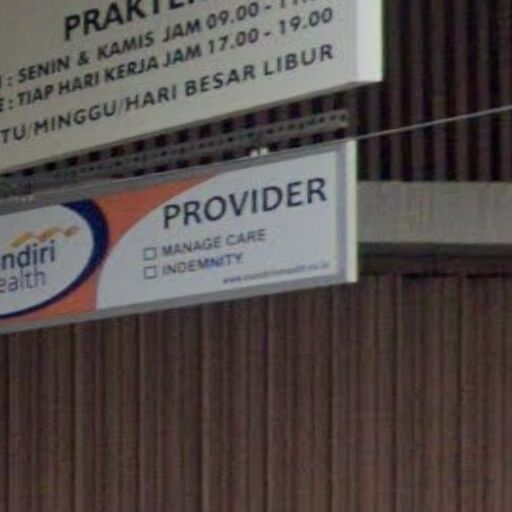 PRAKTE
: SENIN & KAMIS JAM 09.00 -
: TIAP HARI KERJA JAM 17.00 - 19.00
TU/MINGGU/HARI BESAR LIBUR
ndiri
ealth
PROVIDER
MANAGE CARE
INDEMNITY